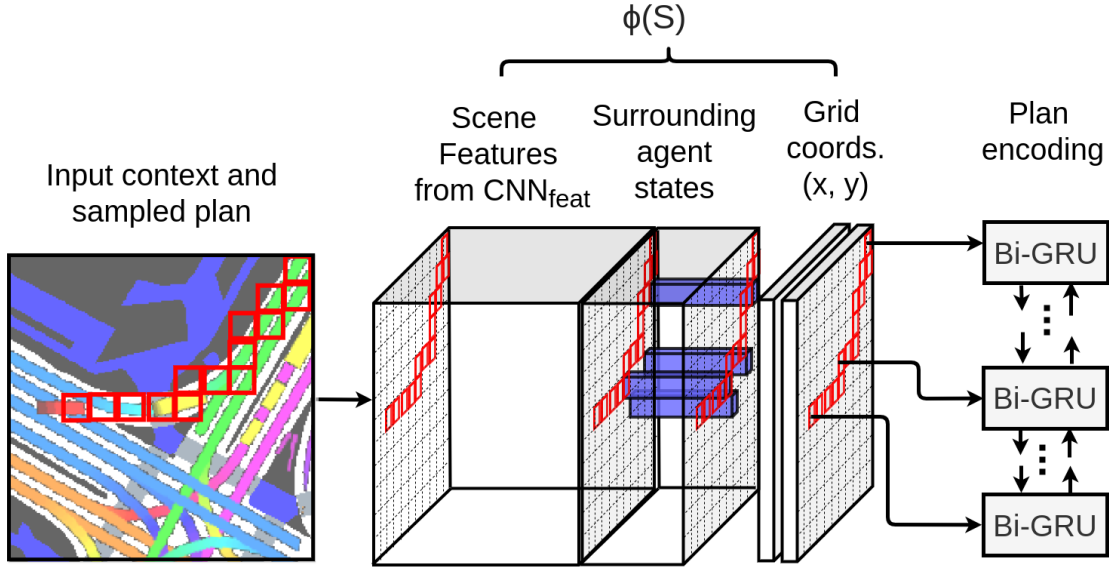 ϕ(S)
Input context and
sampled plan
Scene
Features
from CNN_feat
Surrounding
agent
states
Grid
coords.
(x, y)
Plan
encoding
Bi-GRU
Bi-GRU
Bi-GRU